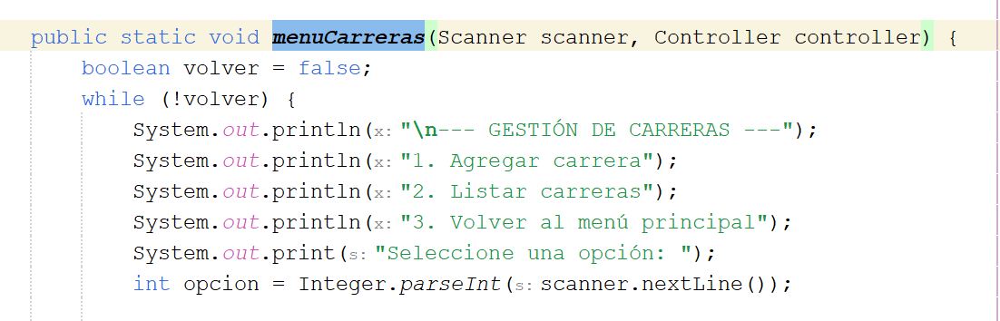 public static void menuCarreras(Scanner scanner, Controller controller) {
boolean volver = false;
while (!volver) {
System.out.println(x: "\n--- GESTIÓN DE CARRERAS ---");
System.out.println(x: "1. Agregar carrera");
System.out.println(x: "2. Listar carreras");
System.out.println(x: "3. Volver al menú principal");
System.out.print(s: "Seleccione una opción: ");
int opcion = Integer.parseInt(s: scanner.nextLine());